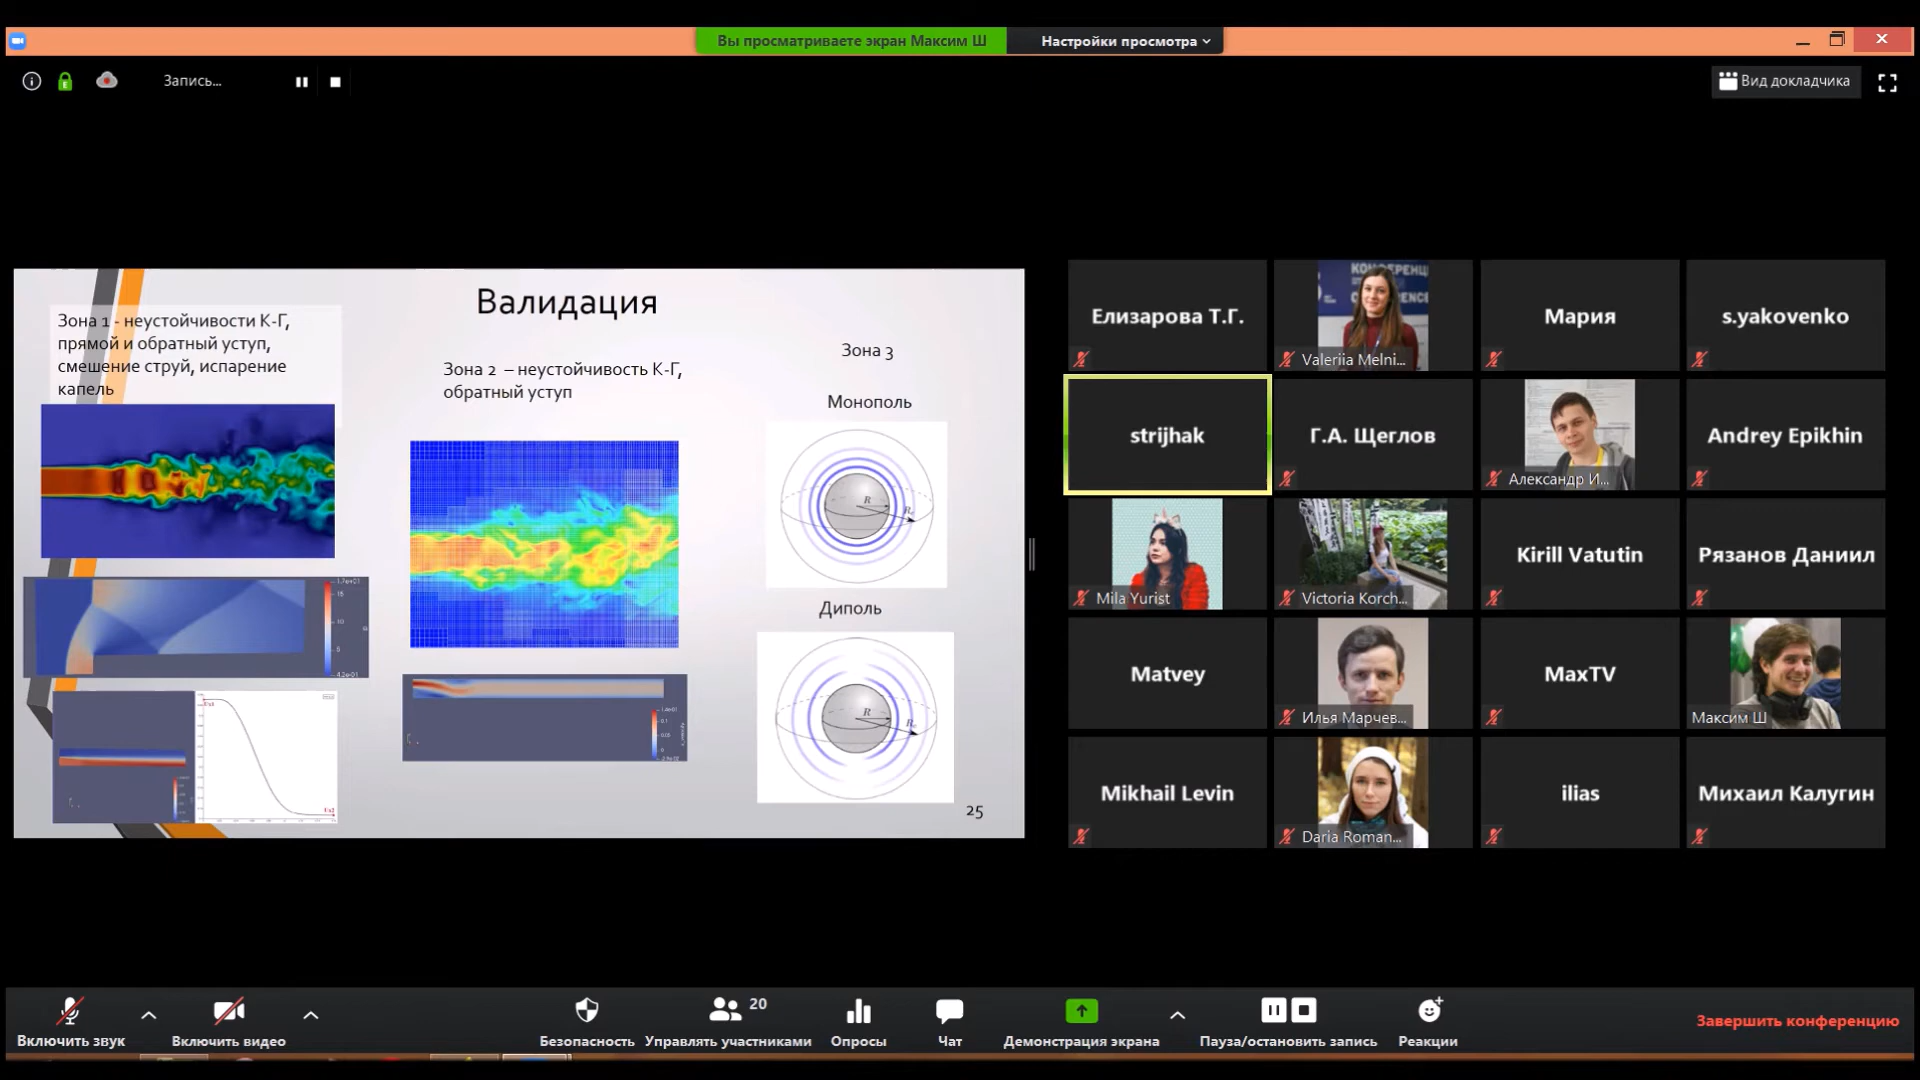 Вы просматриваете экран Максим Ш
Настройки просмотра
Запись...
Вид докладчика
Валидация
Зона 1 - неустойчивости К-Г,
прямой и обратный уступ,
смешение струй, испарение
капель
Зона 2 – неустойчивость К-Г,
обратный уступ
Зона 3
Монополь
R
Диполь
R
25
Елизарова Т.Г.
Valeriia Melni...
Мария
s.yakovenko
strijhak
Г.А. Щеглов
Александр И...
Andrey Epikhin
Mila Yurist
Victoria Korch...
Kirill Vatutin
Рязанов Даниил
Matvey
Илья Марчев...
MaxTV
Максим Ш
Mikhail Levin
Daria Roman...
ilias
Михаил Калугин
Включить звук
Включить видео
Безопасность
Управлять участниками
20
Опросы
Чат
Демонстрация экрана
Пауза/остановить запись
Реакции
Завершить конференцию